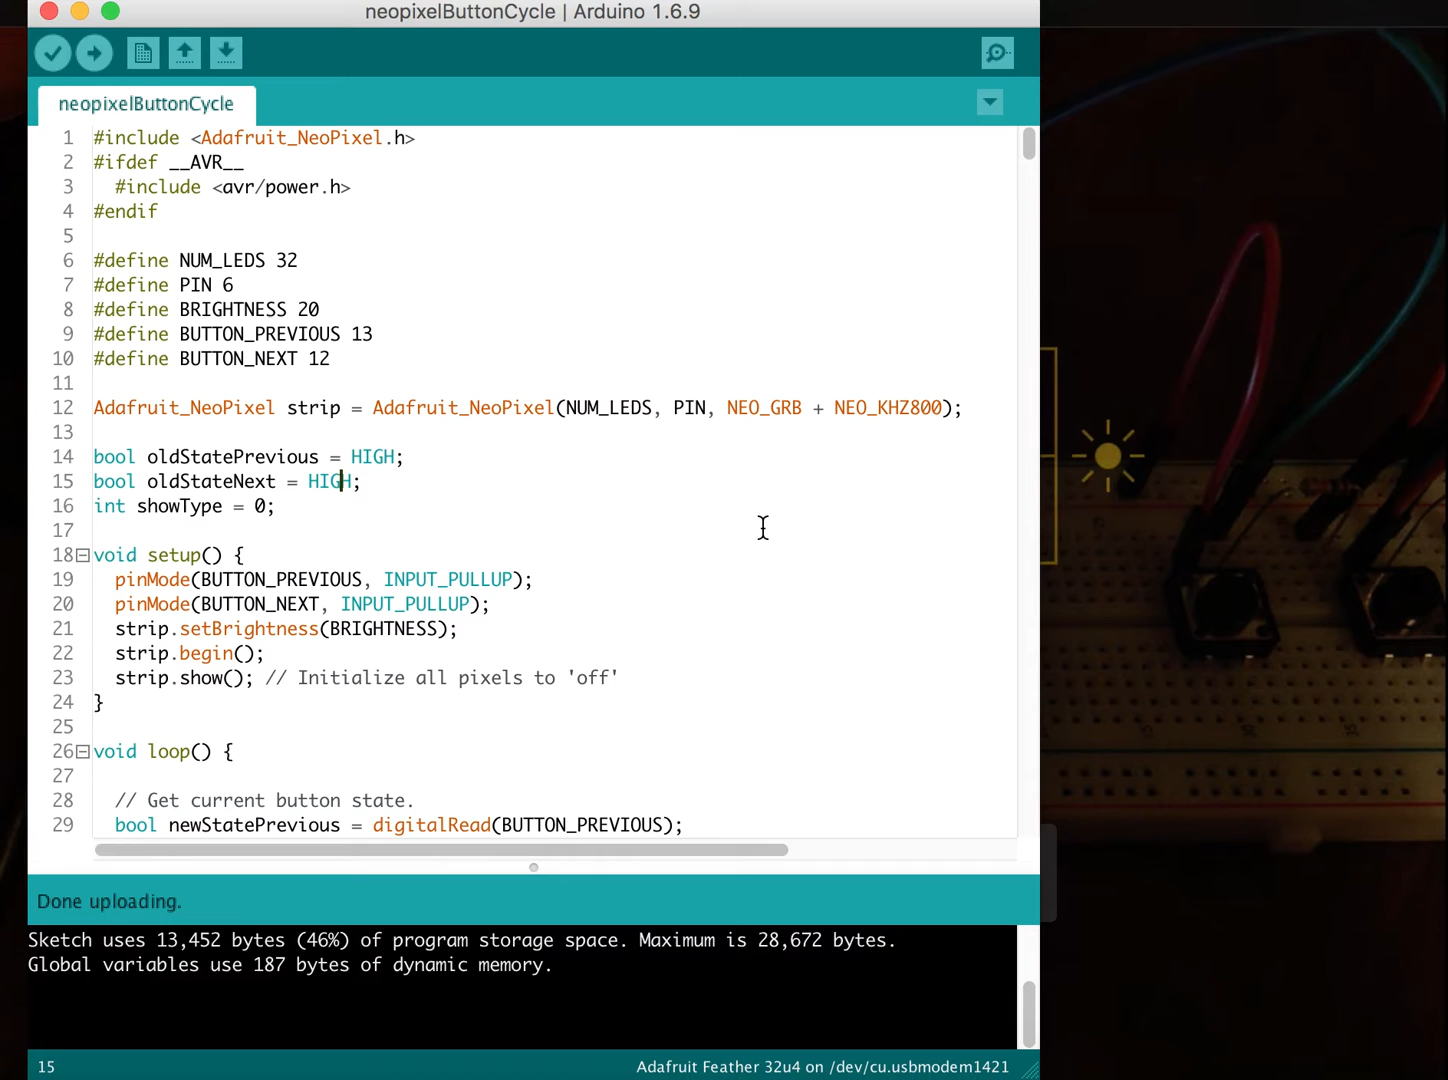 neopixelButtonCycle | Arduino 1.6.9
neopixelButtonCycle
1 #include <Adafruit_NeoPixel.h>
2 #ifdef __AVR__
3 #include <avr/power.h>
4 #endif
5
6 #define NUM_LEDS 32
7 #define PIN 6
8 #define BRIGHTNESS 20
9 #define BUTTON_PREVIOUS 13
10 #define BUTTON_NEXT 12
11
12 Adafruit_NeoPixel strip = Adafruit_NeoPixel(NUM_LEDS, PIN, NEO_GRB + NEO_KHZ800);
13
14 bool oldStatePrevious = HIGH;
15 bool oldStateNext = HIGH;
16 int showType = 0;
17
18 void setup() {
19 pinMode(BUTTON_PREVIOUS, INPUT_PULLUP);
20 pinMode(BUTTON_NEXT, INPUT_PULLUP);
21 strip.setBrightness(BRIGHTNESS);
22 strip.begin();
23 strip.show(); // Initialize all pixels to 'off'
24 }
25
26 void loop() {
27
28 // Get current button state.
29 bool newStatePrevious = digitalRead(BUTTON_PREVIOUS);
Done uploading.
Sketch uses 13,452 bytes (46%) of program storage space. Maximum is 28,672 bytes.
Global variables use 187 bytes of dynamic memory.
15 Adafruit Feather 32u4 on /dev/cu.usbmodem1421